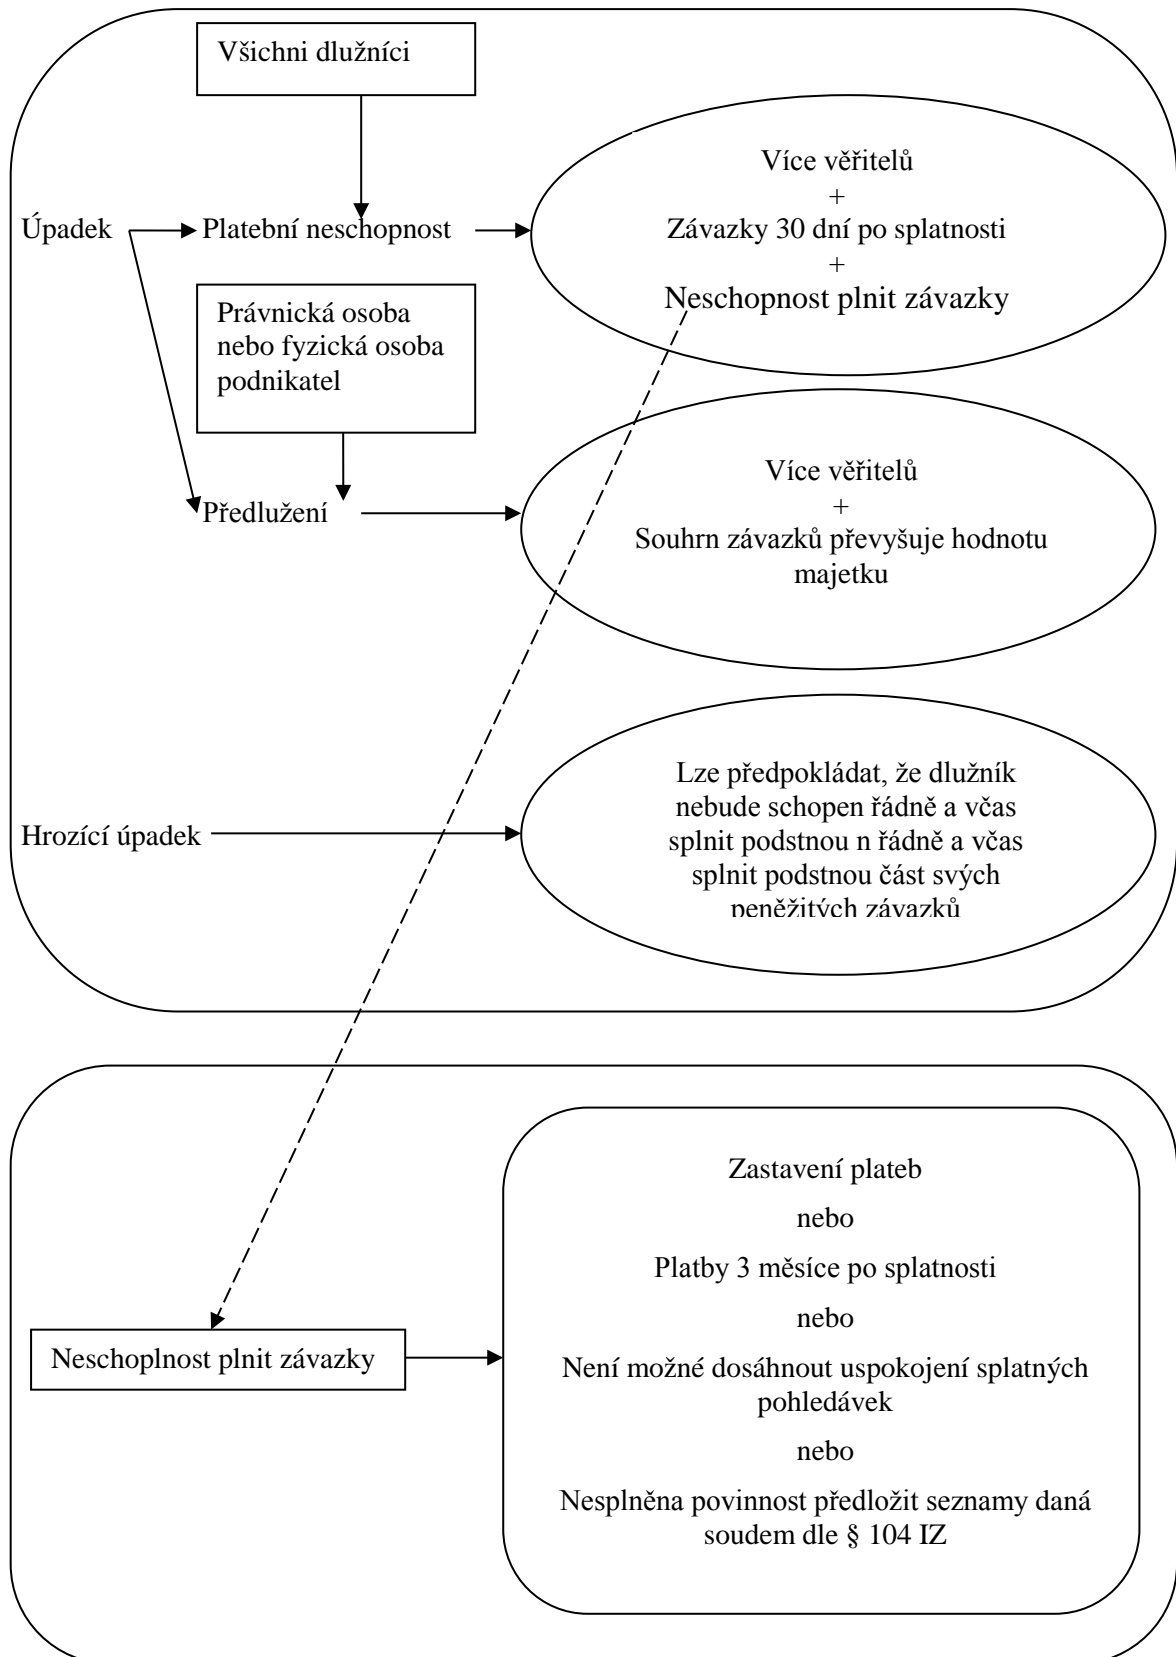 Všichni dlužníci
Více věřitelů
+
Úpadek
Platební neschopnost
Závazky 30 dní po splatnosti
+
Neschopnost plnit závazky
Právnická osoba
nebo fyzická osoba
podnikatel
Více věřitelů
+
Předlužení
Souhrn závazků převyšuje hodnotu
majetku
Lze předpokládat, že dlužník
nebude schopen řádně a včas
Hrozící úpadek
splnit podstnou n řádně a včas
splnit podstnou část svých
peněžitých závazků
Zastavení plateb
nebo
Platby 3 měsíce po splatnosti
nebo
Neschoplnost plnit závazky
Není možné dosáhnout uspokojení splatných
pohledávek
nebo
Nesplněna povinnost předložit seznamy daná
soudem dle § 104 IZ